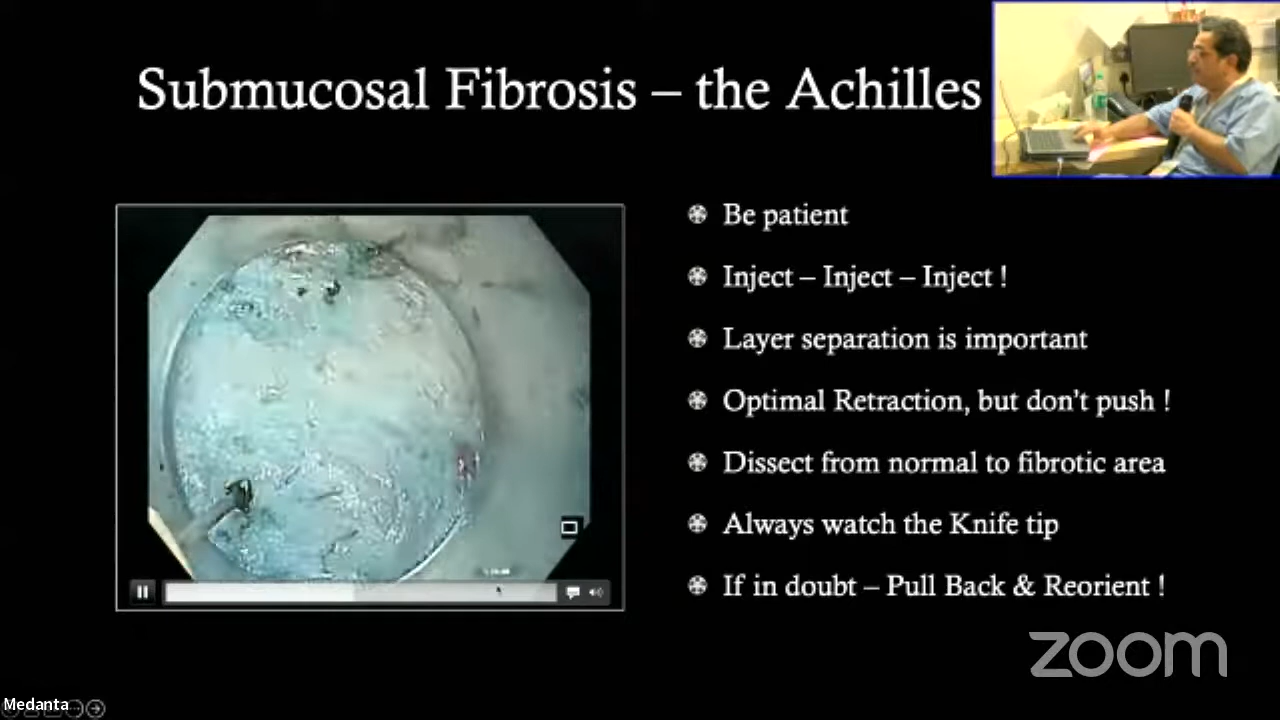 Submucosal Fibrosis – the Achilles
Be patient
Inject – Inject – Inject !
Layer separation is important
Optimal Retraction, but don't push !
Dissect from normal to fibrotic area
Always watch the Knife tip
If in doubt – Pull Back & Reorient !
zoom
Medanta